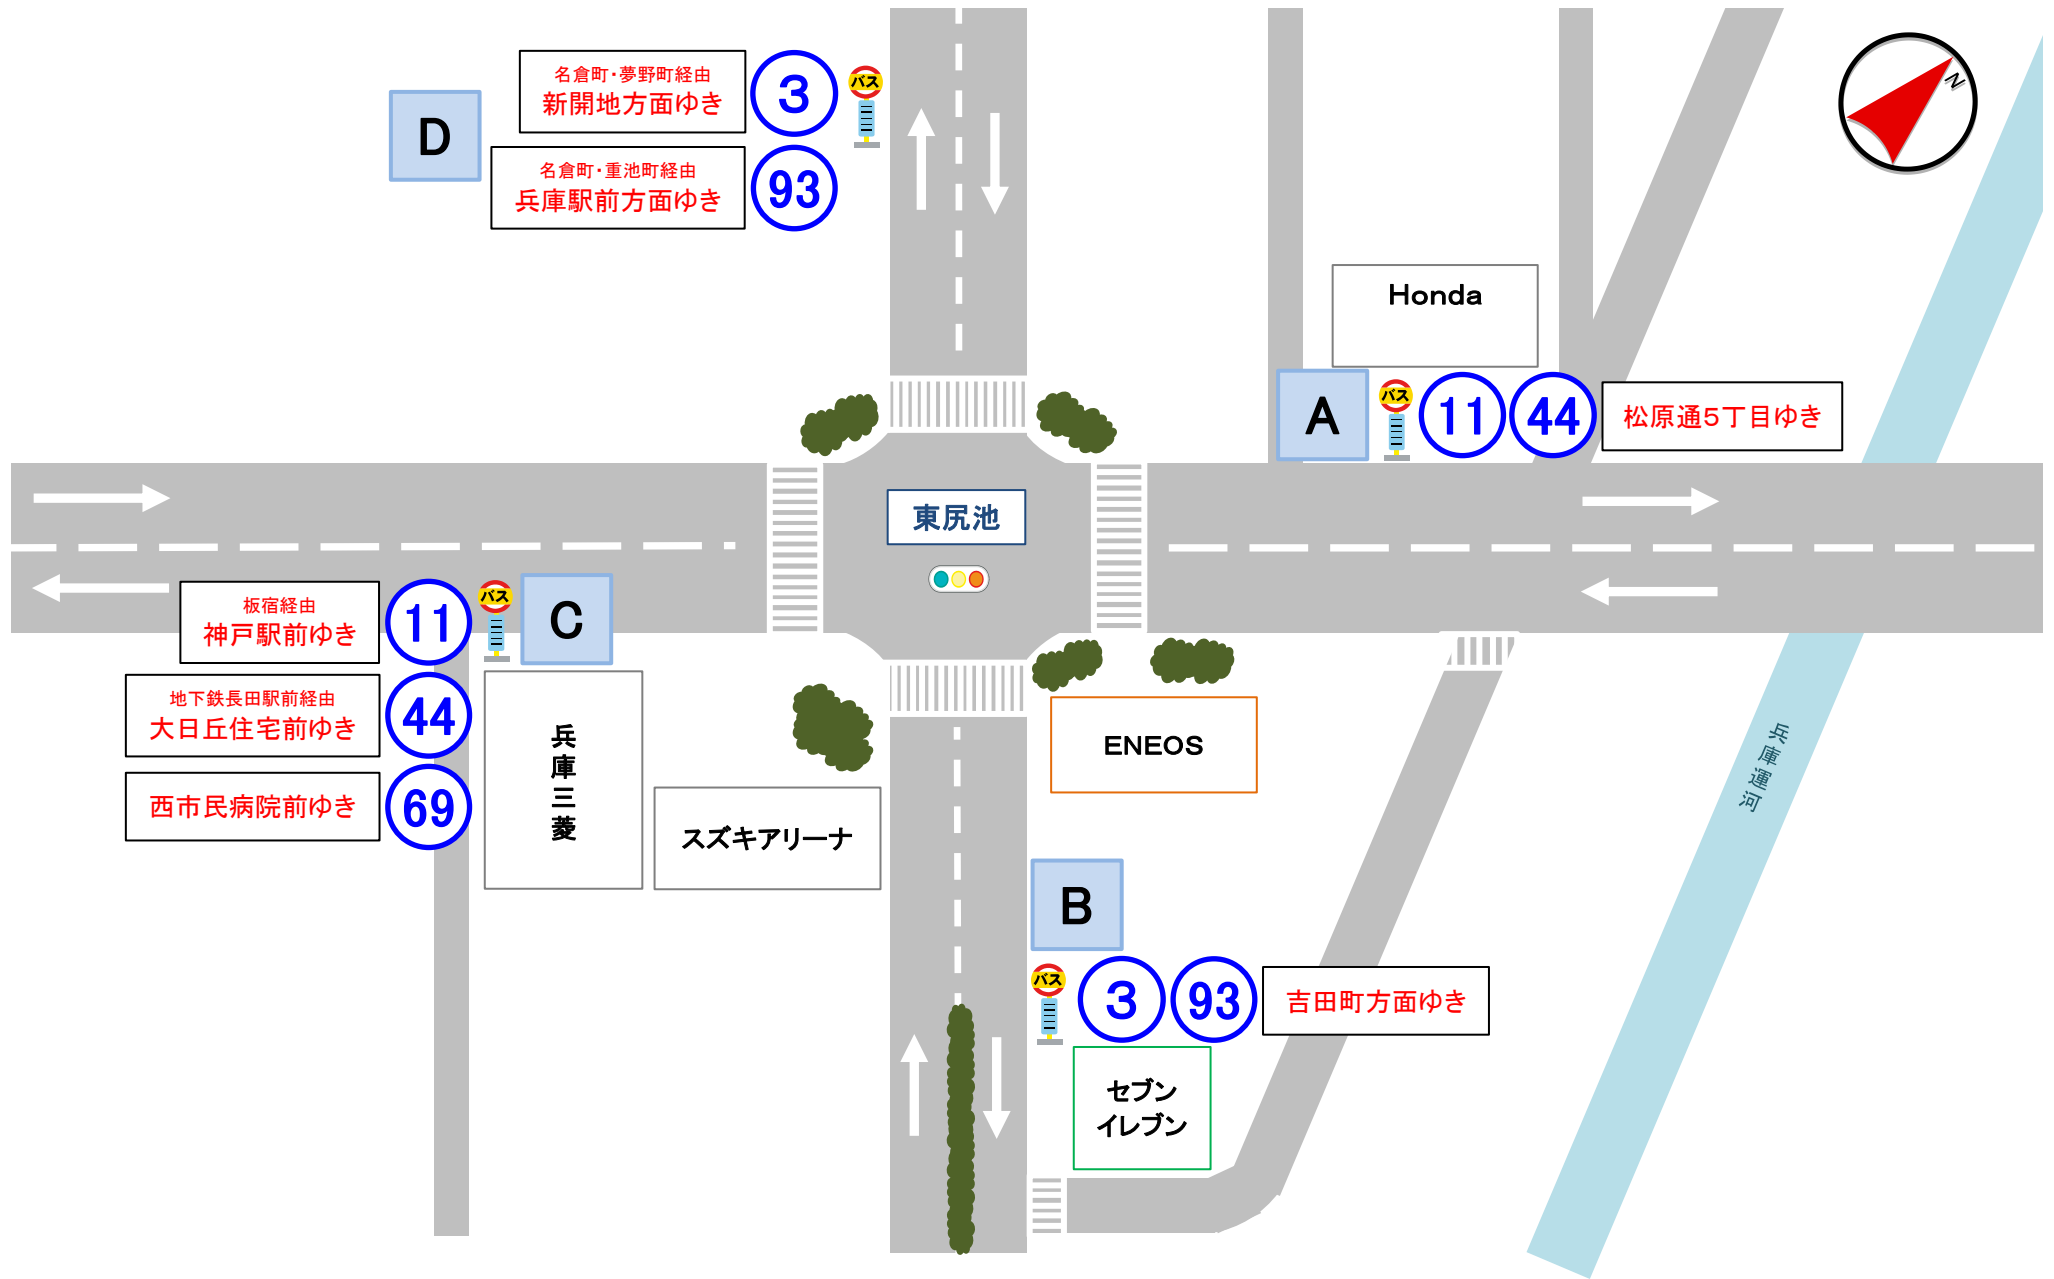 名倉町・夢野町経由
新開地方面ゆき
3
バス
D
名倉町・重池町経由
兵庫駅前方面ゆき
93
N
Honda
A
バス
11
44
松原通5丁目ゆき
東尻池
板宿経由
神戸駅前ゆき
11
バス
C
地下鉄長田駅前経由
大日丘住宅前ゆき
44
西市民病院前ゆき
69
兵庫三菱
スズキアリーナ
ENEOS
兵庫運河
B
バス
3
93
吉田町方面ゆき
セブン
イレブン